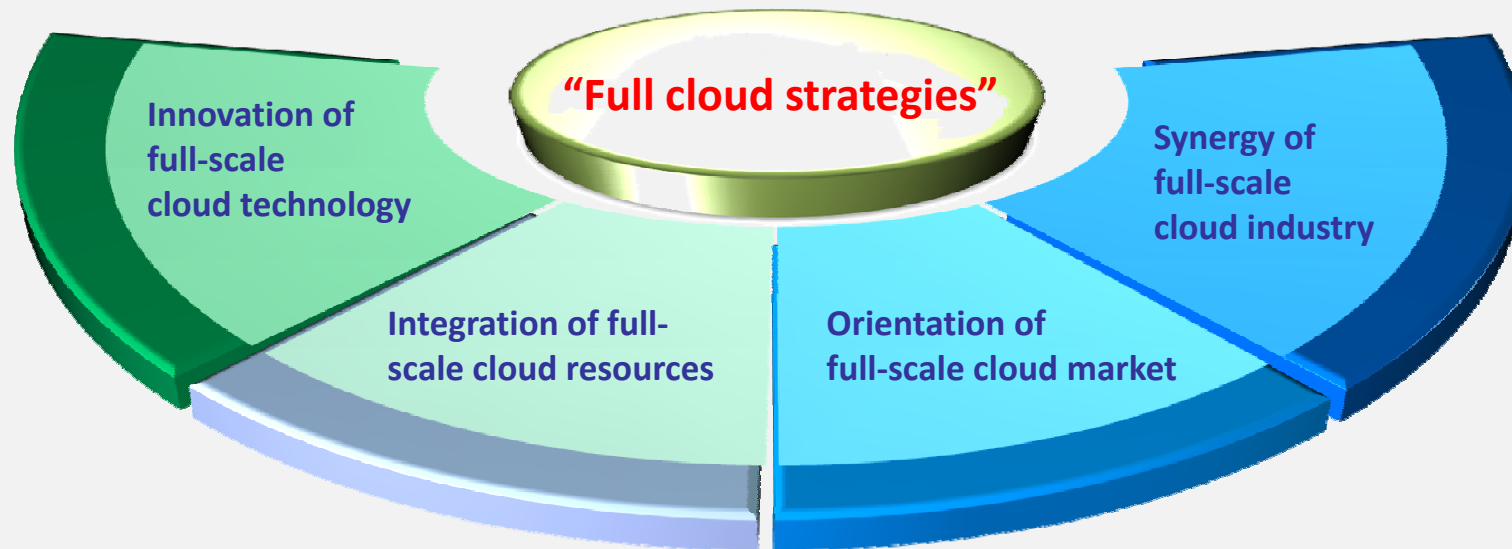 “Full cloud strategies”
Innovation of
full-scale
cloud technology
Integration of full-
scale cloud resources
Orientation of
full-scale cloud market
Synergy of
full-scale
cloud industry